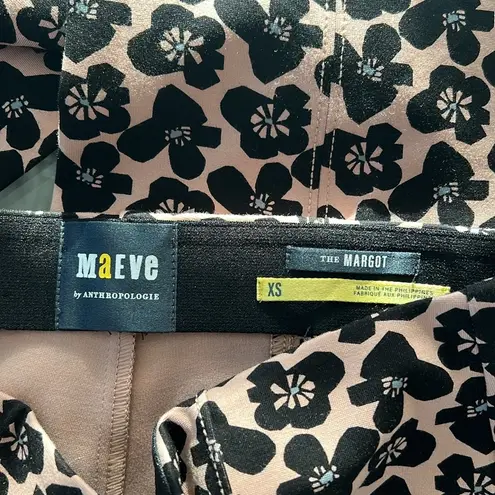 MaEVe
by ANTHROPOLOGIE
THE MARGOT
XS
MADE IN THE PHILIPPINES
FABRIQUÉ AUX PHILIPPINES